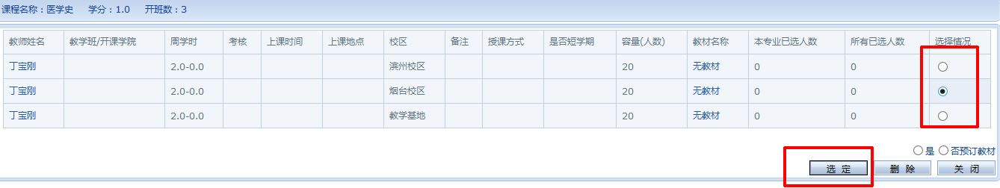 课程名称：医学史 学分：1.0 开班数：3
教师姓名 教学班/开课学院 周学时 考核 上课时间 上课地点 校区 备注 授课方式 是否短学期 容量(人数) 教材名称 本专业已选人数 所有已选人数 选择情况
丁宝刚 2.0-0.0 滨州校区 20 无教材 0 0
丁宝刚 2.0-0.0 烟台校区 20 无教材 0 0
丁宝刚 2.0-0.0 教学基地 20 无教材 0 0
是 否预订教材
选 定 删 除 关 闭